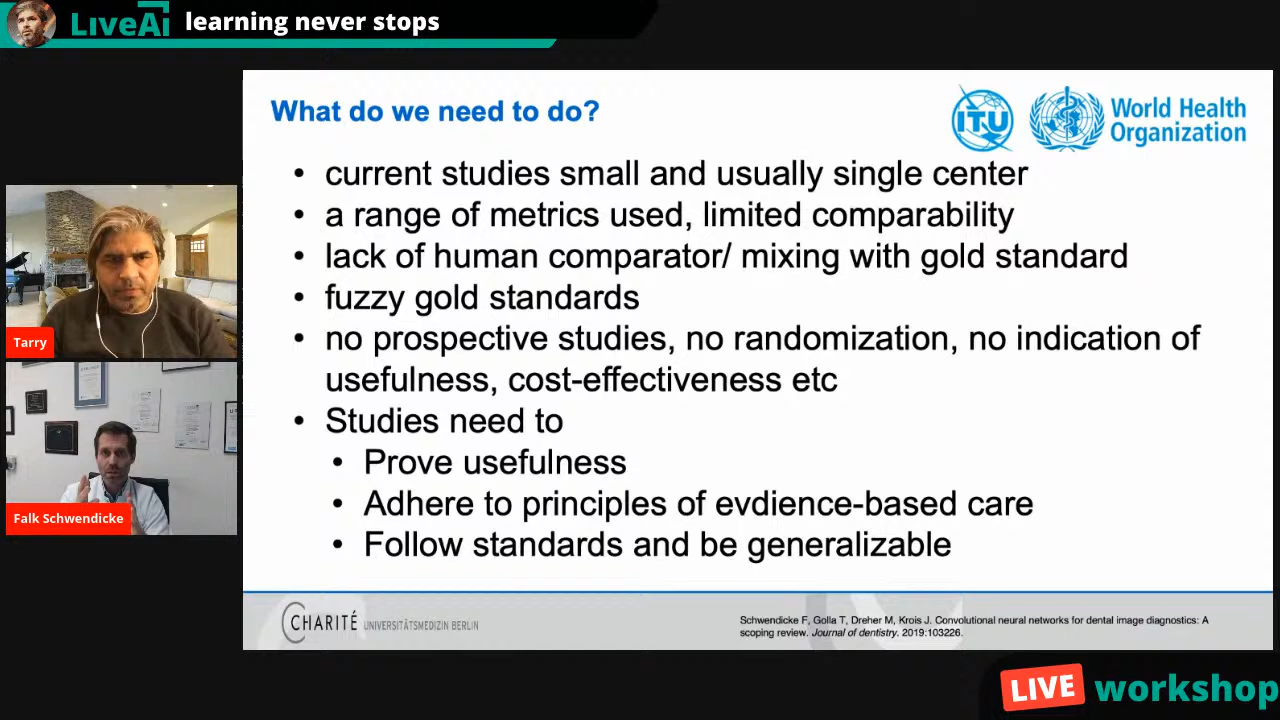 LiveAi learning never stops
What do we need to do?
ITU
World Health
Organization
• current studies small and usually single center
• a range of metrics used, limited comparability
• lack of human comparator/ mixing with gold standard
• fuzzy gold standards
• no prospective studies, no randomization, no indication of
usefulness, cost-effectiveness etc
• Studies need to
• Prove usefulness
• Adhere to principles of evdience-based care
• Follow standards and be generalizable
Tarry
Falk Schwendicke
CHARITÉ UNIVERSITÄTSMEDIZIN BERLIN
Schwendicke F, Golla T, Dreher M, Krois J. Convolutional neural networks for dental image diagnostics: A
scoping review. Journal of dentistry. 2019:103226.
LIVE workshop